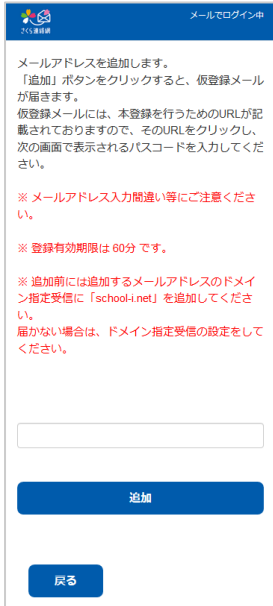 さくら連絡網
メールでログイン中
メールアドレスを追加します。
「追加」ボタンをクリックすると、仮登録メール
が届きます。
仮登録メールには、本登録を行うためのURLが記
載されておりますので、そのURLをクリックし、
次の画面で表示されるパスコードを入力してくだ
さい。
※ メールアドレス入力間違い等にご注意くださ
い。
※ 登録有効期限は 60分 です。
※ 追加前には追加するメールアドレスのドメイ
ン指定受信に「school-i.net」を追加してくださ
い。
届かない場合は、ドメイン指定受信の設定をして
ください。
追加
戻る